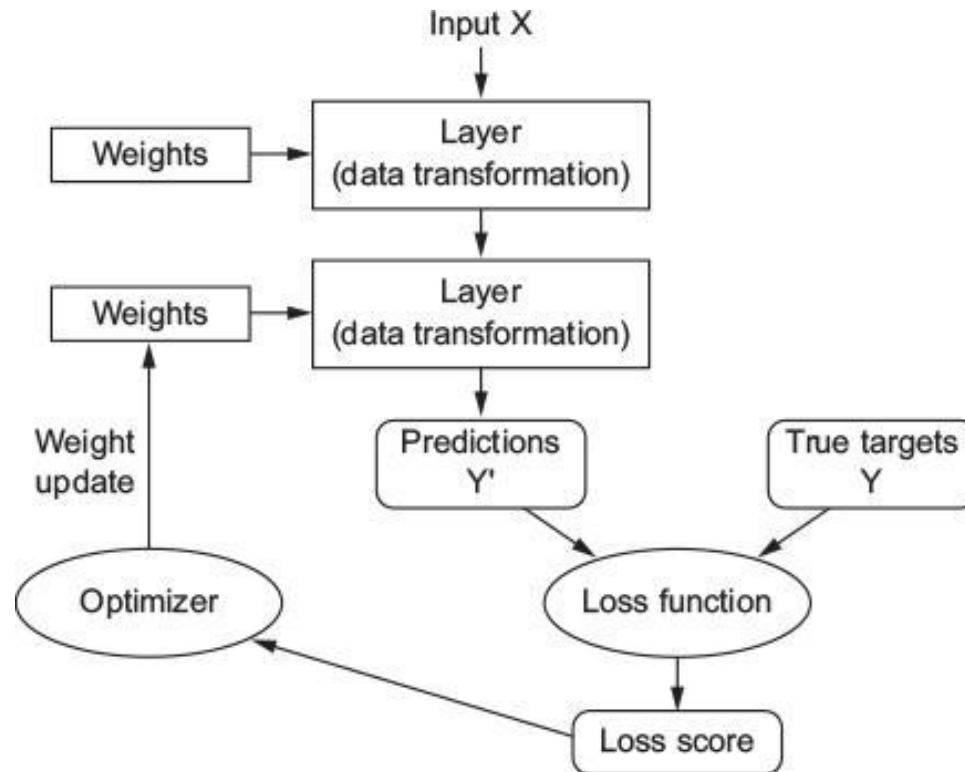 Input X
Layer
(data transformation)
Weights
Layer
(data transformation)
Weights
Weight
update
Predictions
Y'
True targets
Y
Optimizer
Loss function
Loss score